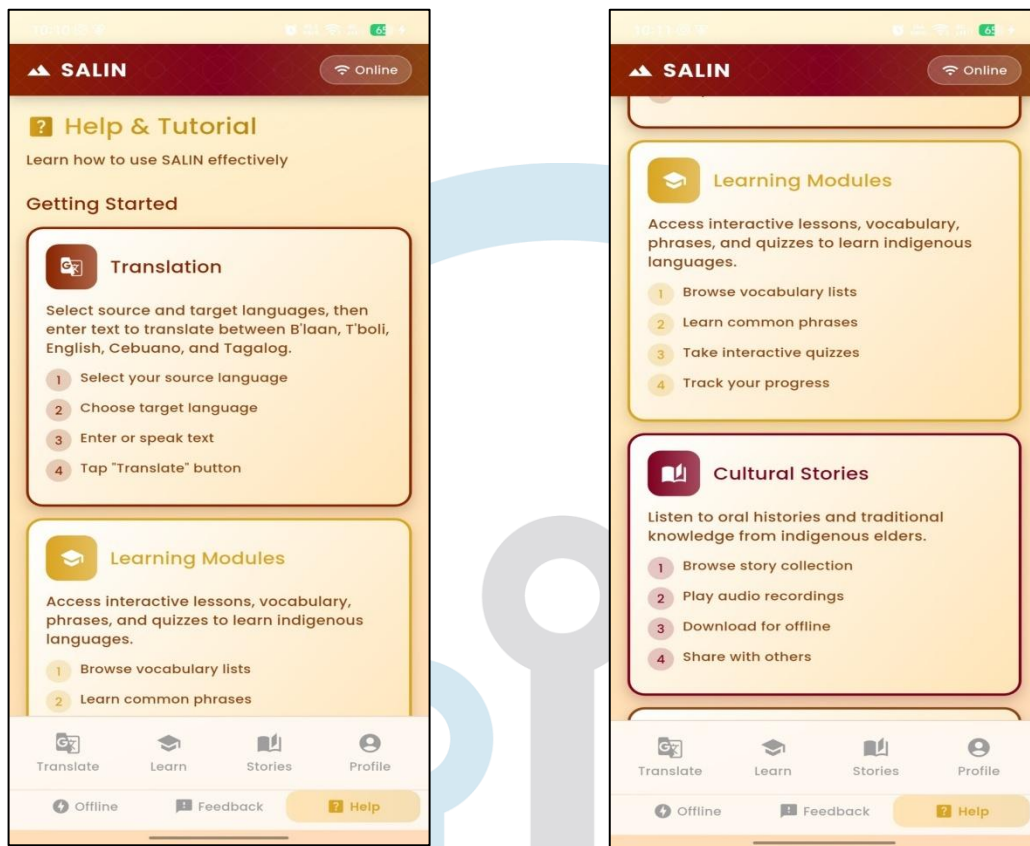 SALIN
Online
Help & Tutorial
Learn how to use SALIN effectively
Getting Started
Translation
Select source and target languages, then
enter text to translate between B'laan, T'boli,
English, Cebuano, and Tagalog.
1 Select your source language
2 Choose target language
3 Enter or speak text
4 Tap "Translate" button
Learning Modules
Access interactive lessons, vocabulary,
phrases, and quizzes to learn indigenous
languages.
1 Browse vocabulary lists
2 Learn common phrases
Translate Learn Stories Profile
Offline Feedback Help
SALIN
Online
Learning Modules
Access interactive lessons, vocabulary,
phrases, and quizzes to learn indigenous
languages.
1 Browse vocabulary lists
2 Learn common phrases
3 Take interactive quizzes
4 Track your progress
Cultural Stories
Listen to oral histories and traditional
knowledge from indigenous elders.
1 Browse story collection
2 Play audio recordings
3 Download for offline
4 Share with others
Translate Learn Stories Profile
Offline Feedback Help